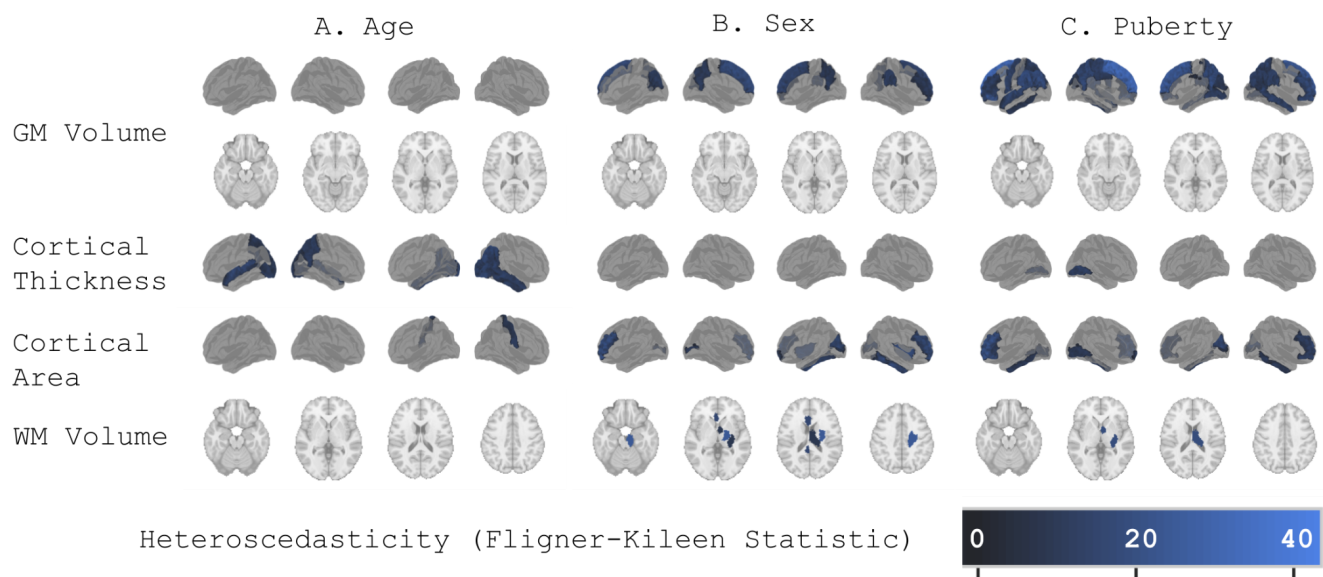 A. Age
B. Sex
C. Puberty
GM Volume
Cortical
Thickness
Cortical
Area
WM Volume
Heteroscedasticity (Fligner-Kileen Statistic)
0 20 40